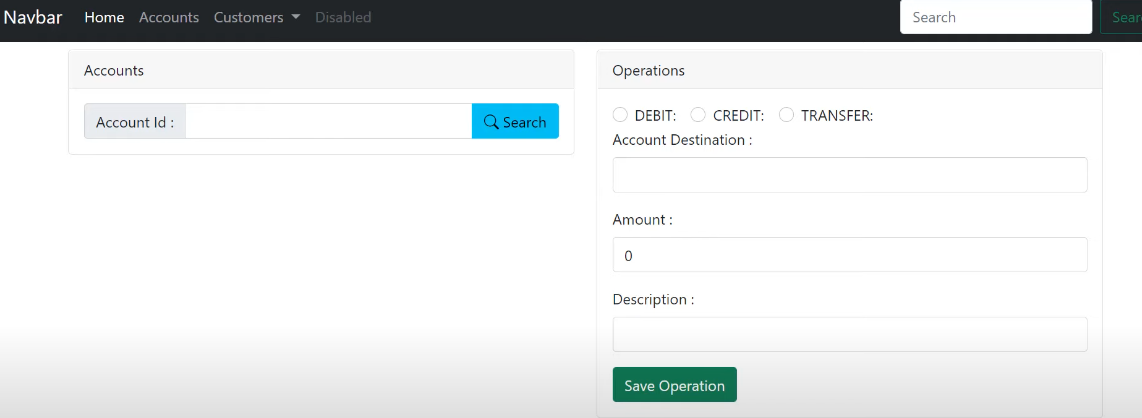 Navbar Home Accounts Customers Disabled Search
Accounts
Account Id : Search
Operations
DEBIT: CREDIT: TRANSFER:
Account Destination :
Amount :
0
Description :
Save Operation